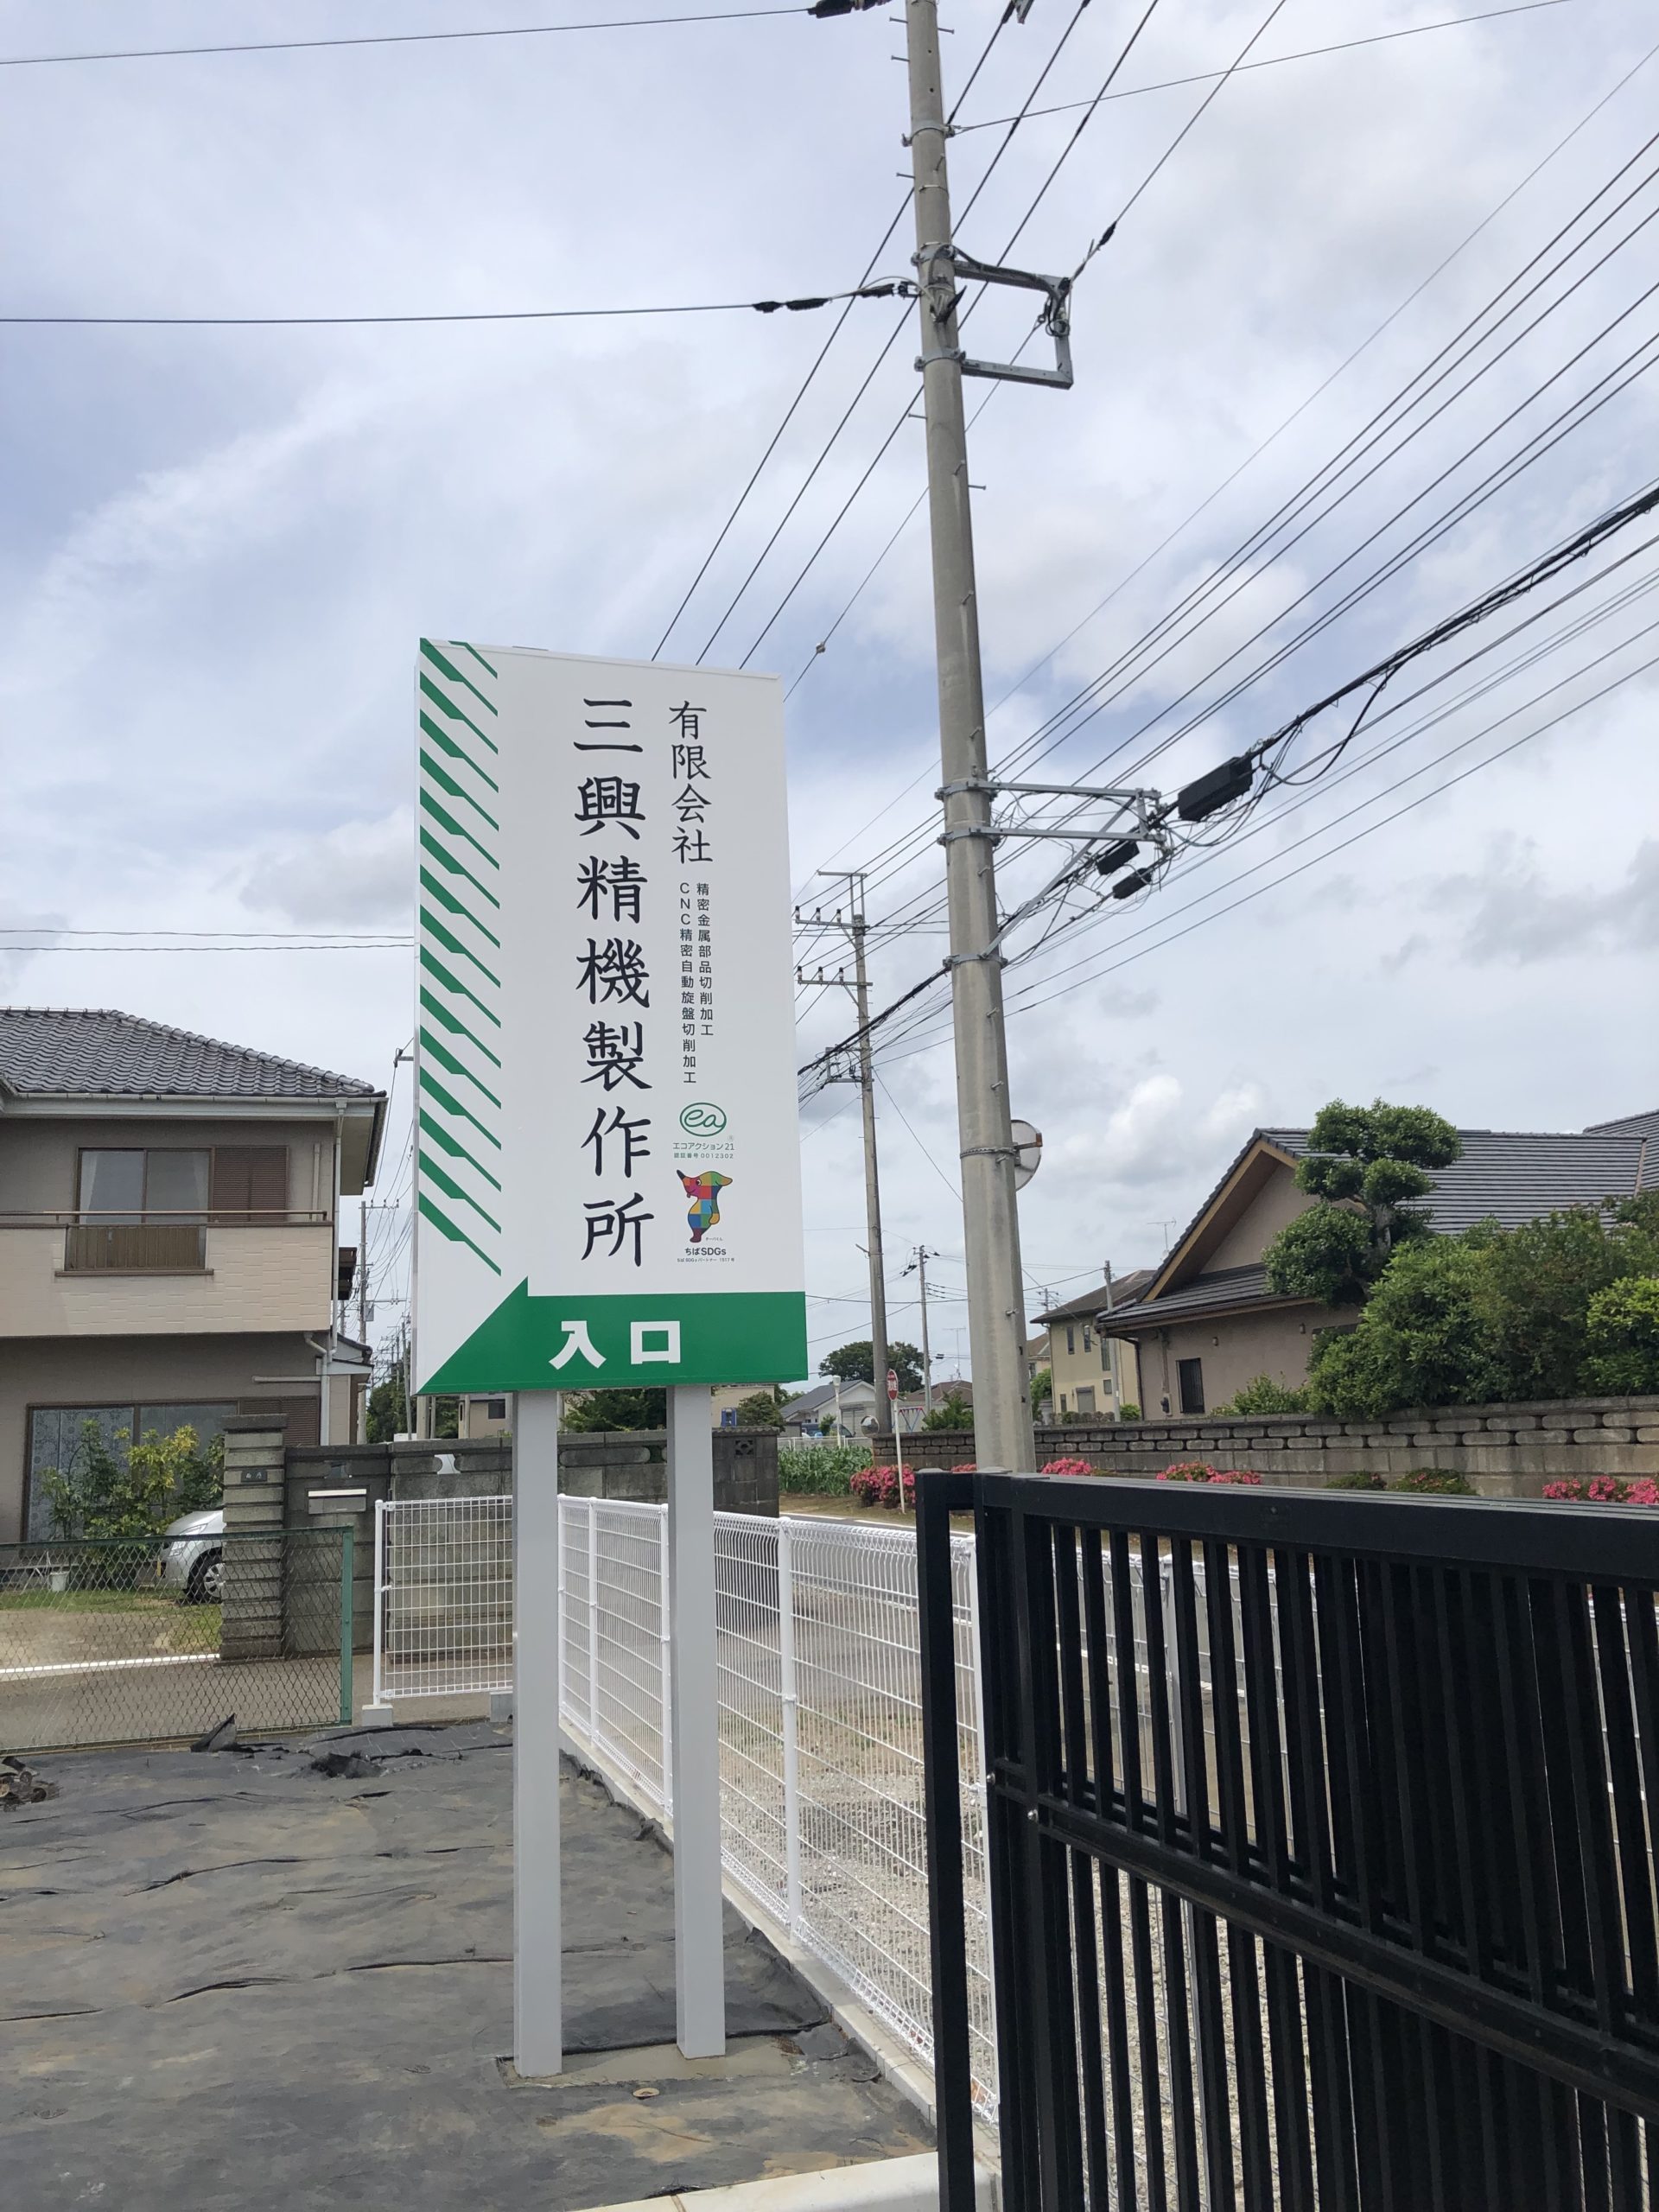 有限会社
三興精機製作所
精密金属部品切削加工
CNC精密自動旋盤切削加工
ea
エコアクション21
認証番号0012302
ちばSDGs
入口